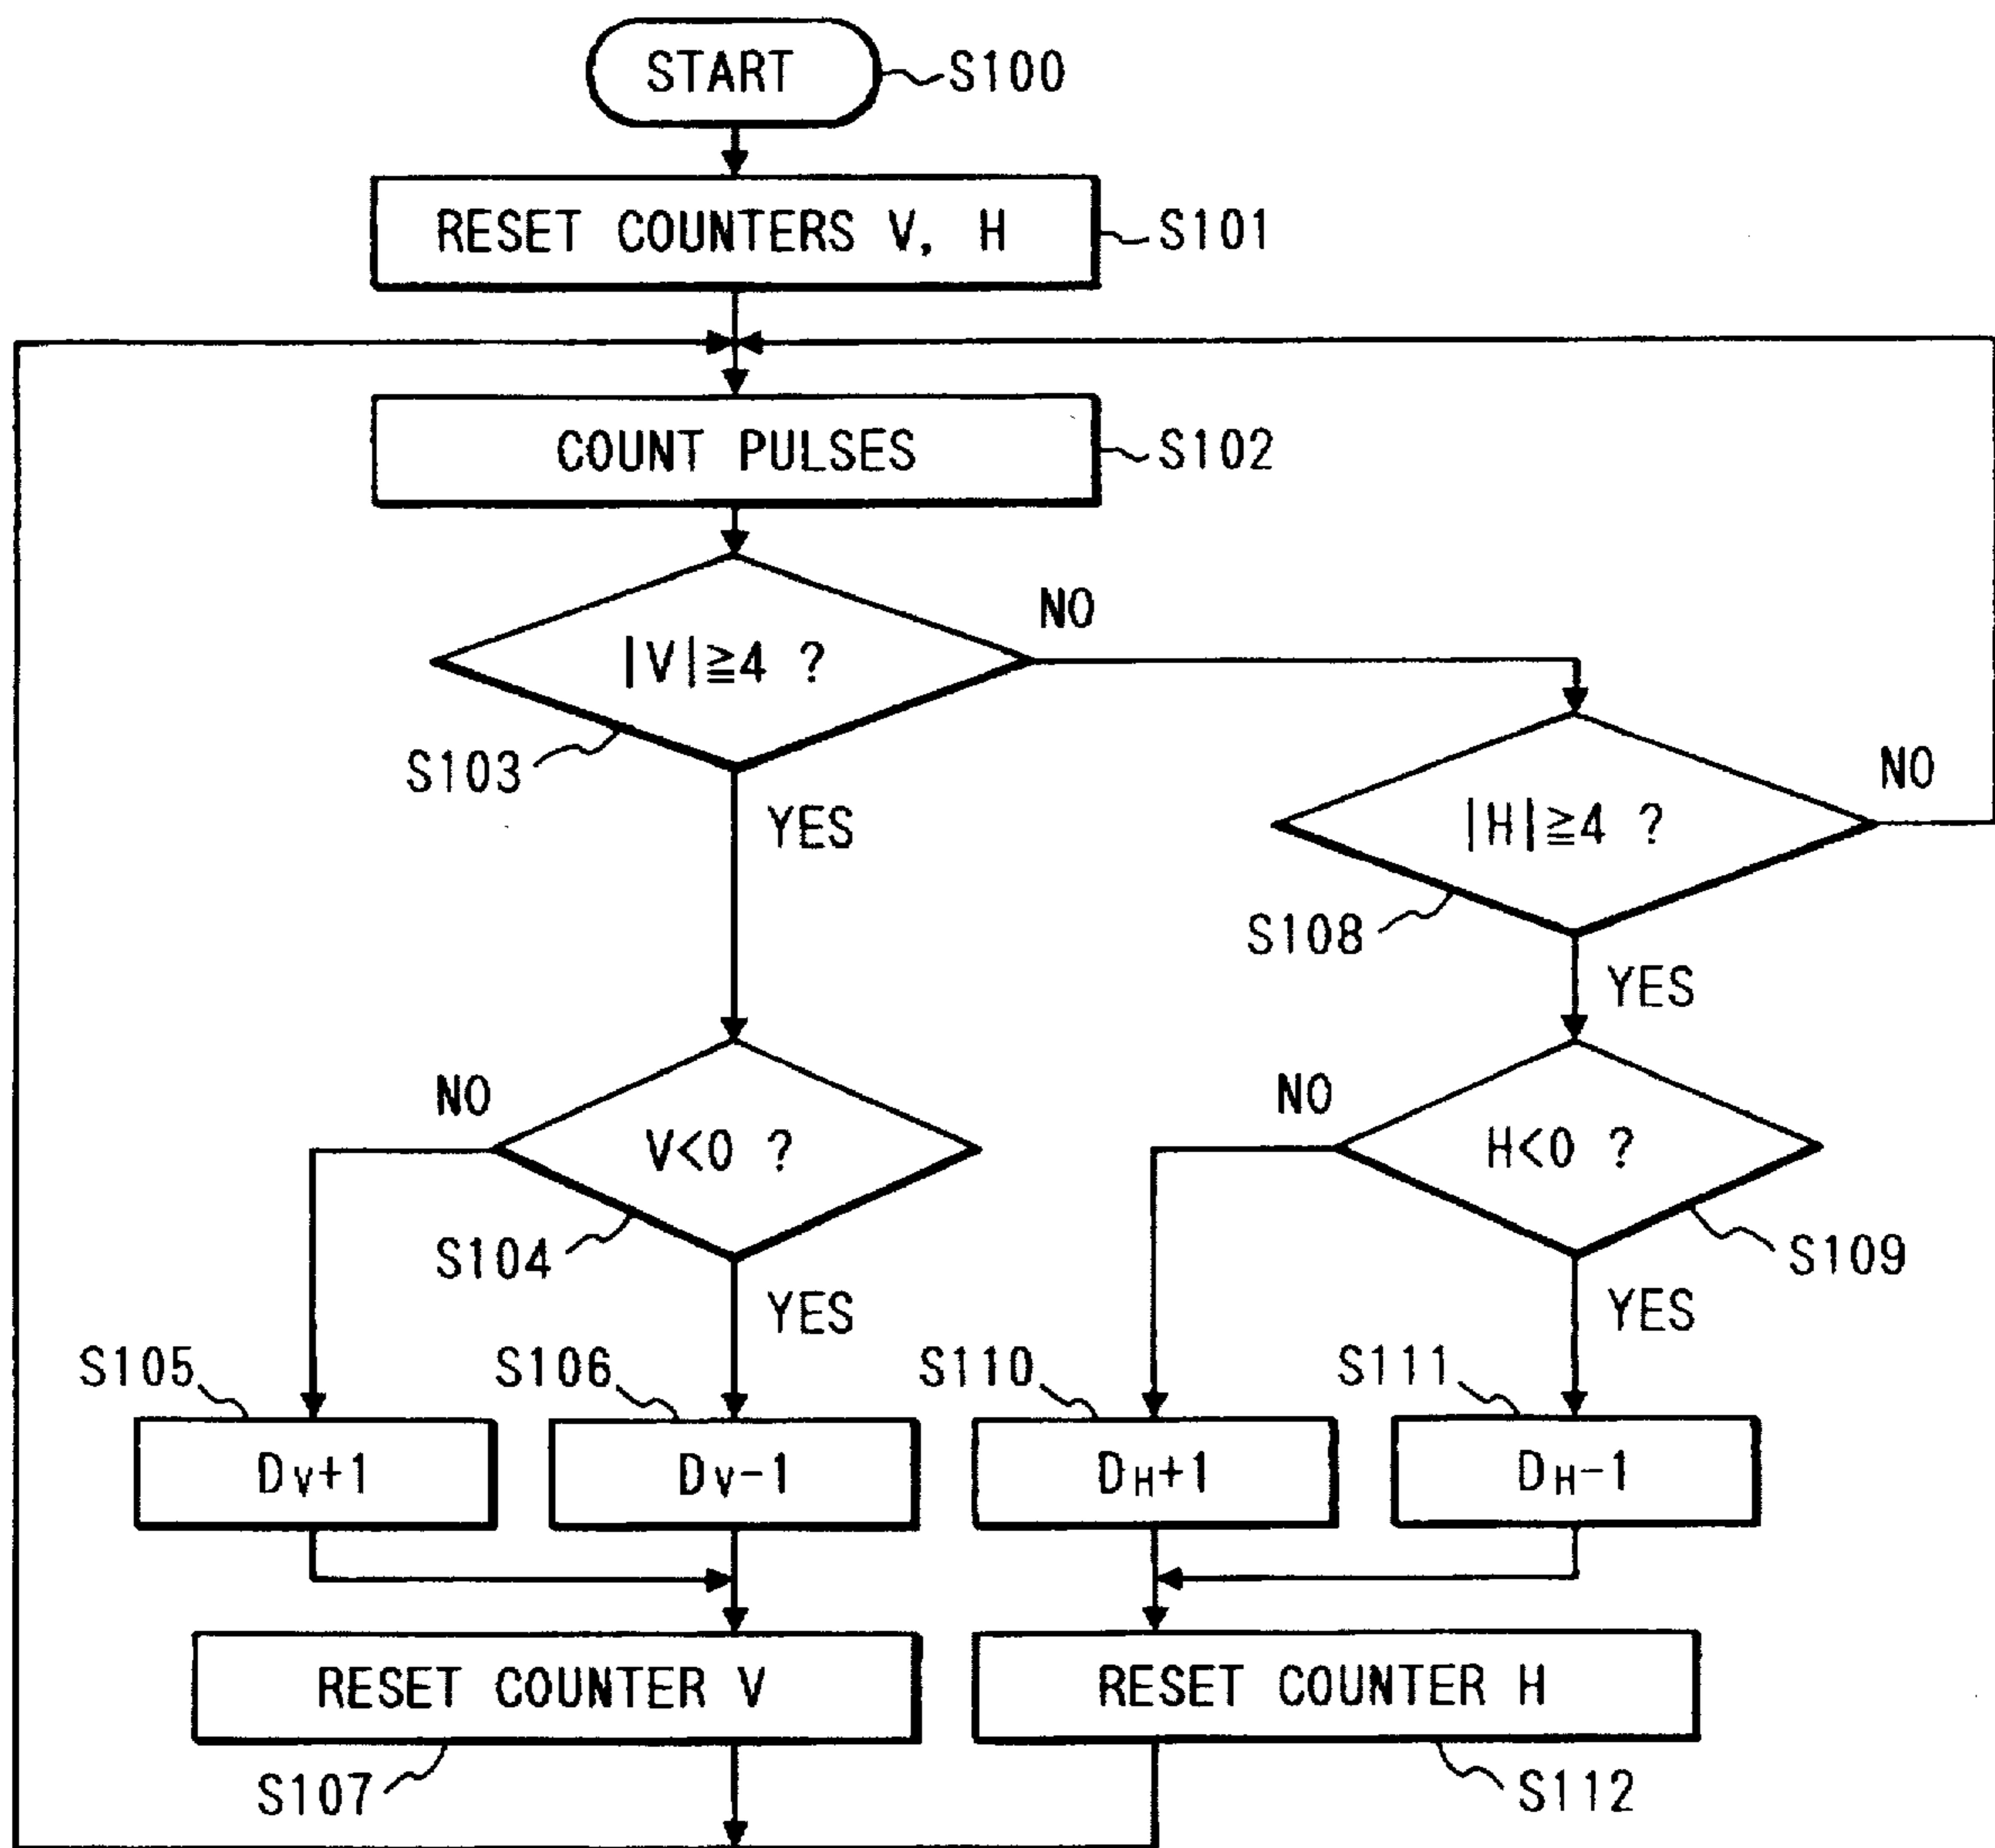 START
S100
RESET COUNTERS V, H
S101
COUNT PULSES
S102
|V|≧4 ?
NO
S103
YES
|H|≧4 ?
NO
S108
YES
V<0 ?
NO
S104
YES
H<0 ?
NO
S109
YES
S105
S106
S110
S111
Dv+1
Dv-1
DH+1
DH-1
RESET COUNTER V
RESET COUNTER H
S107
S112